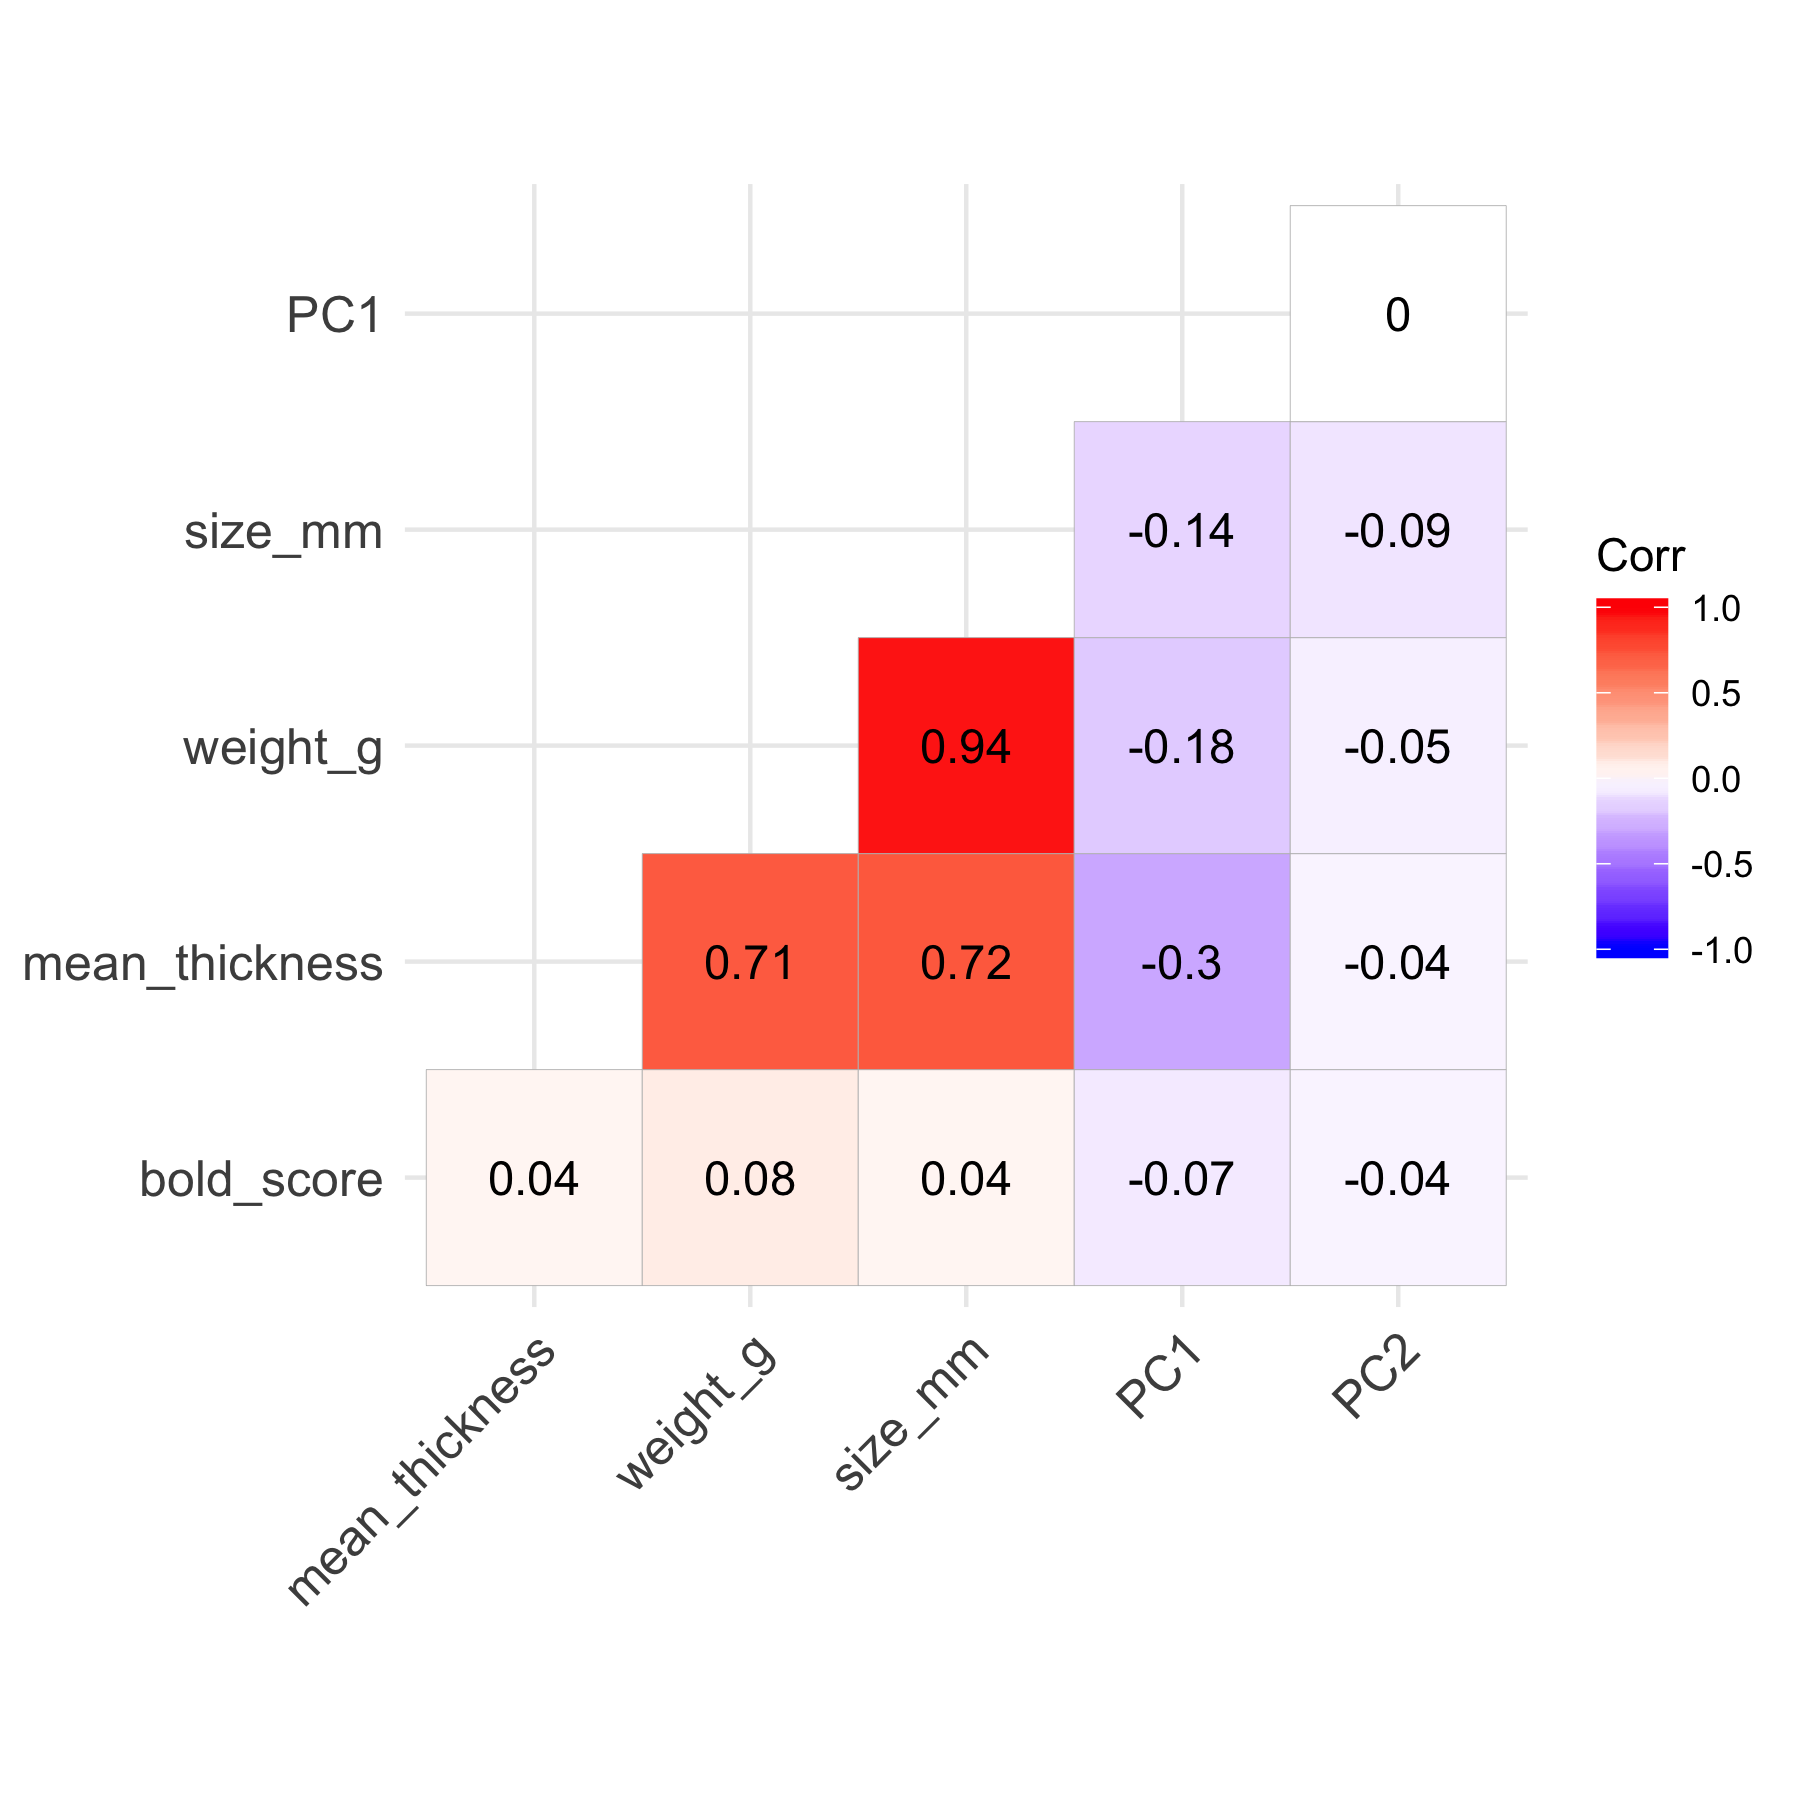 PC1
0
size_mm
-0.14
-0.09
Corr
1.0
0.5
0.0
-0.5
-1.0
weight_g
0.94
-0.18
-0.05
mean_thickness
0.71
0.72
-0.3
-0.04
bold_score
0.04
0.08
0.04
-0.07
-0.04
mean_thickness
weight_g
size_mm
PC1
PC2